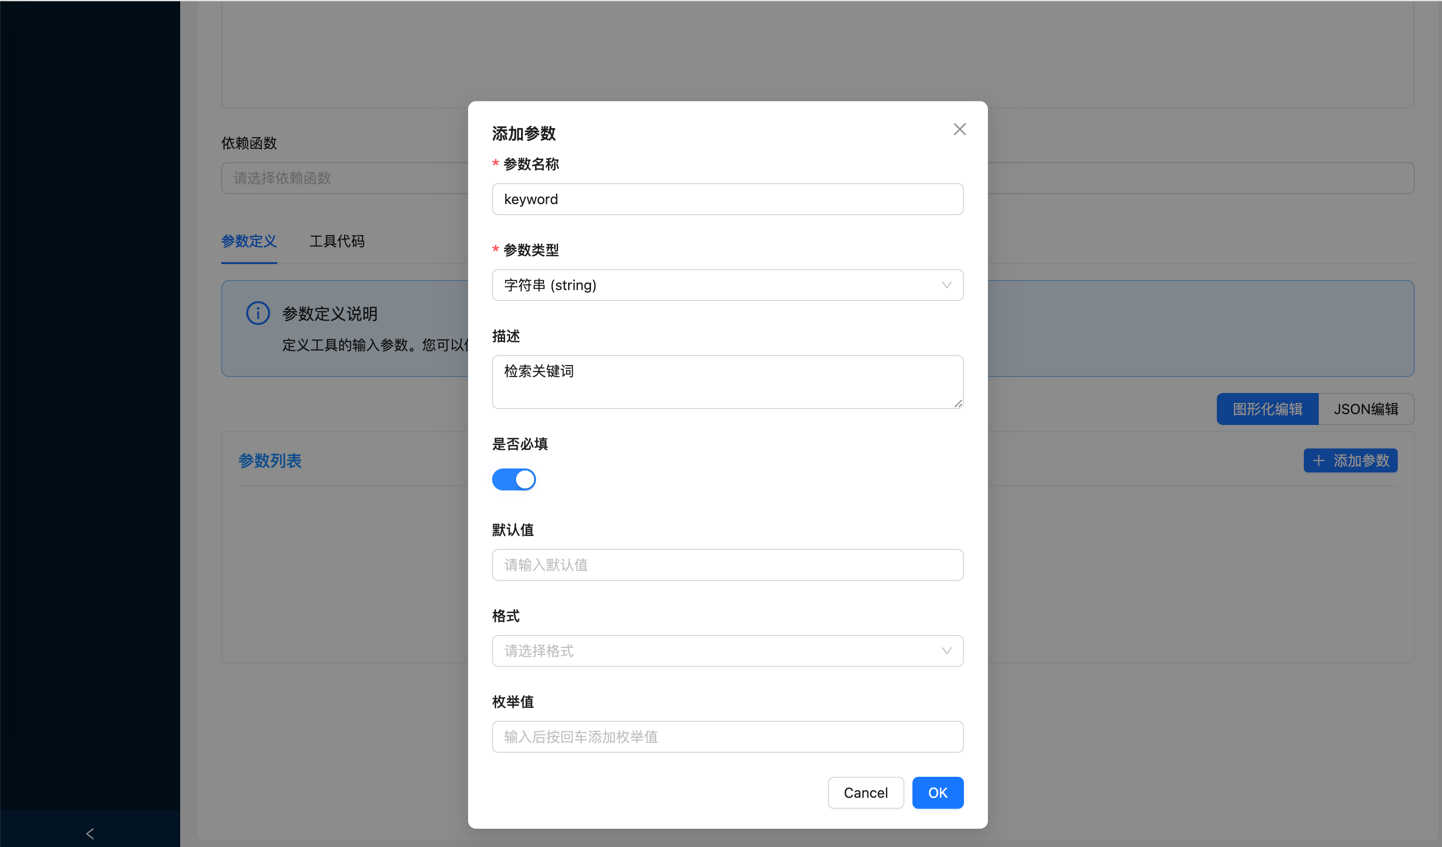 依赖函数
请选择依赖函数
参数定义
工具代码
参数定义说明
定义工具的输入参数。您可以
图形化编辑
JSON编辑
参数列表
添加参数
添加参数
* 参数名称
keyword
* 参数类型
字符串 (string)
描述
检索关键词
是否必填
默认值
请输入默认值
格式
请选择格式
枚举值
输入后按回车添加枚举值
Cancel
OK